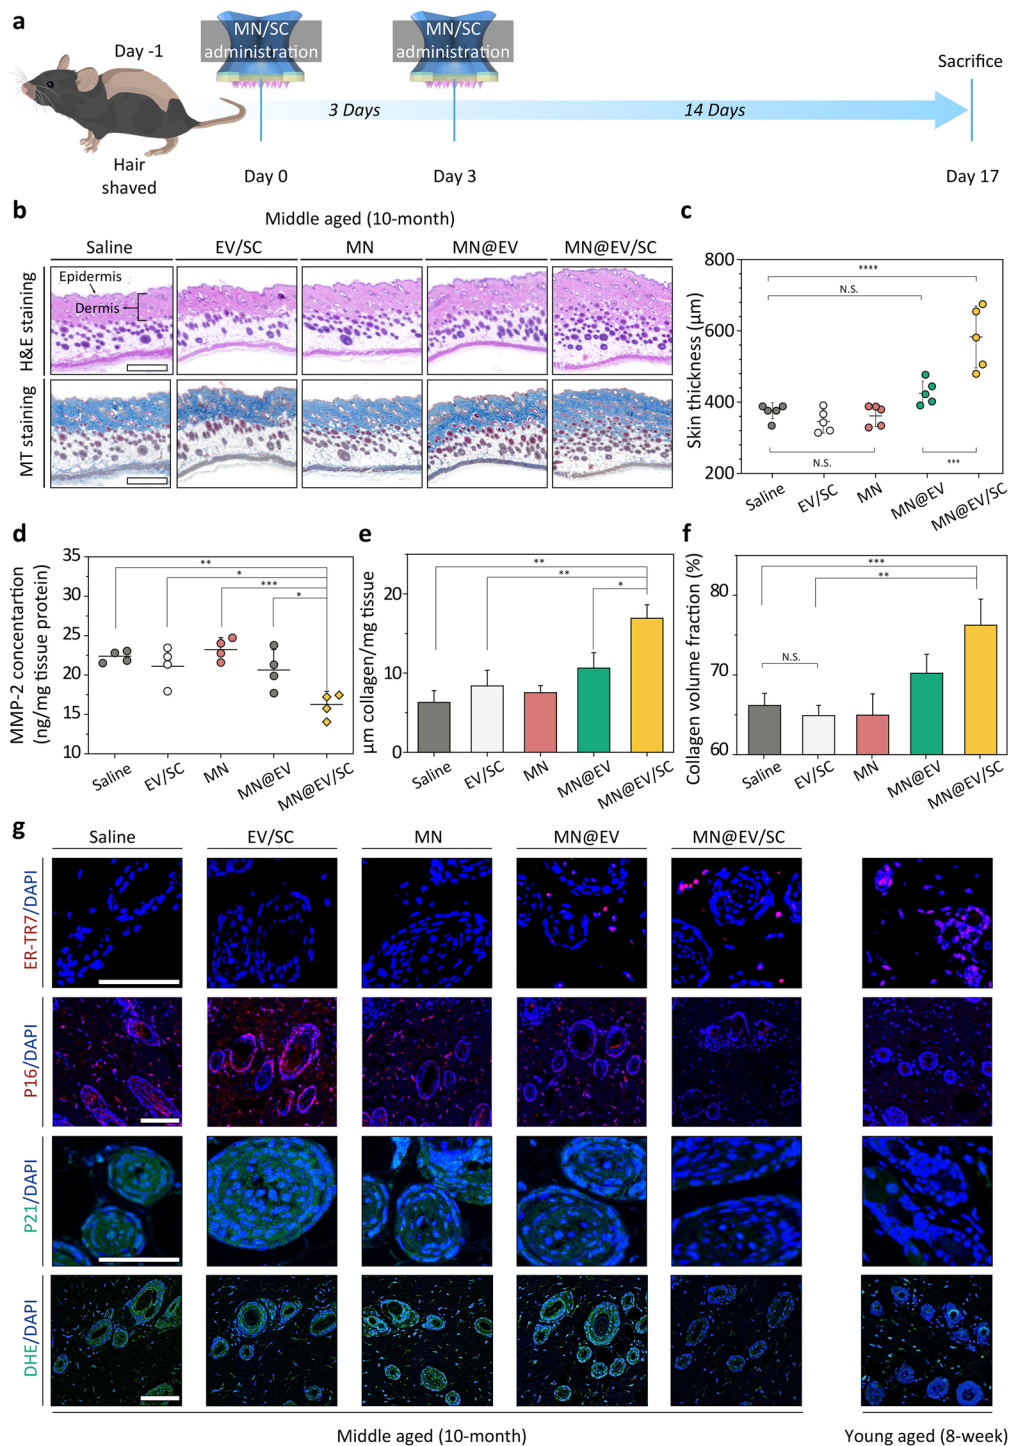 a
Day -1
MN/SC
administration
MN/SC
administration
Sacrifice
3 Days
14 Days
Hair
shaved
Day 0
Day 3
Day 17
b
Middle aged (10-month)
Saline
EV/SC
MN
MN@EV
MN@EV/SC
H&E staining
Epidermis
Dermis
MT staining
c
Skin thickness (µm)
800
600
400
200
****
N.S.
N.S.
***
Saline
EV/SC
MN
MN@EV
MN@EV/SC
d
MMP-2 concentartion
(ng/mg tissue protein)
35
30
25
20
15
10
**
*
***
*
Saline
EV/SC
MN
MN@EV
MN@EV/SC
e
µm collagen/mg tissue
20
10
0
**
**
*
Saline
EV/SC
MN
MN@EV
MN@EV/SC
f
Collagen volume fraction (%)
80
70
60
***
**
N.S.
Saline
EV/SC
MN
MN@EV
MN@EV/SC
g
Saline
EV/SC
MN
MN@EV
MN@EV/SC
ER-TR7/DAPI
P16/DAPI
P21/DAPI
DHE/DAPI
Middle aged (10-month)
Young aged (8-week)